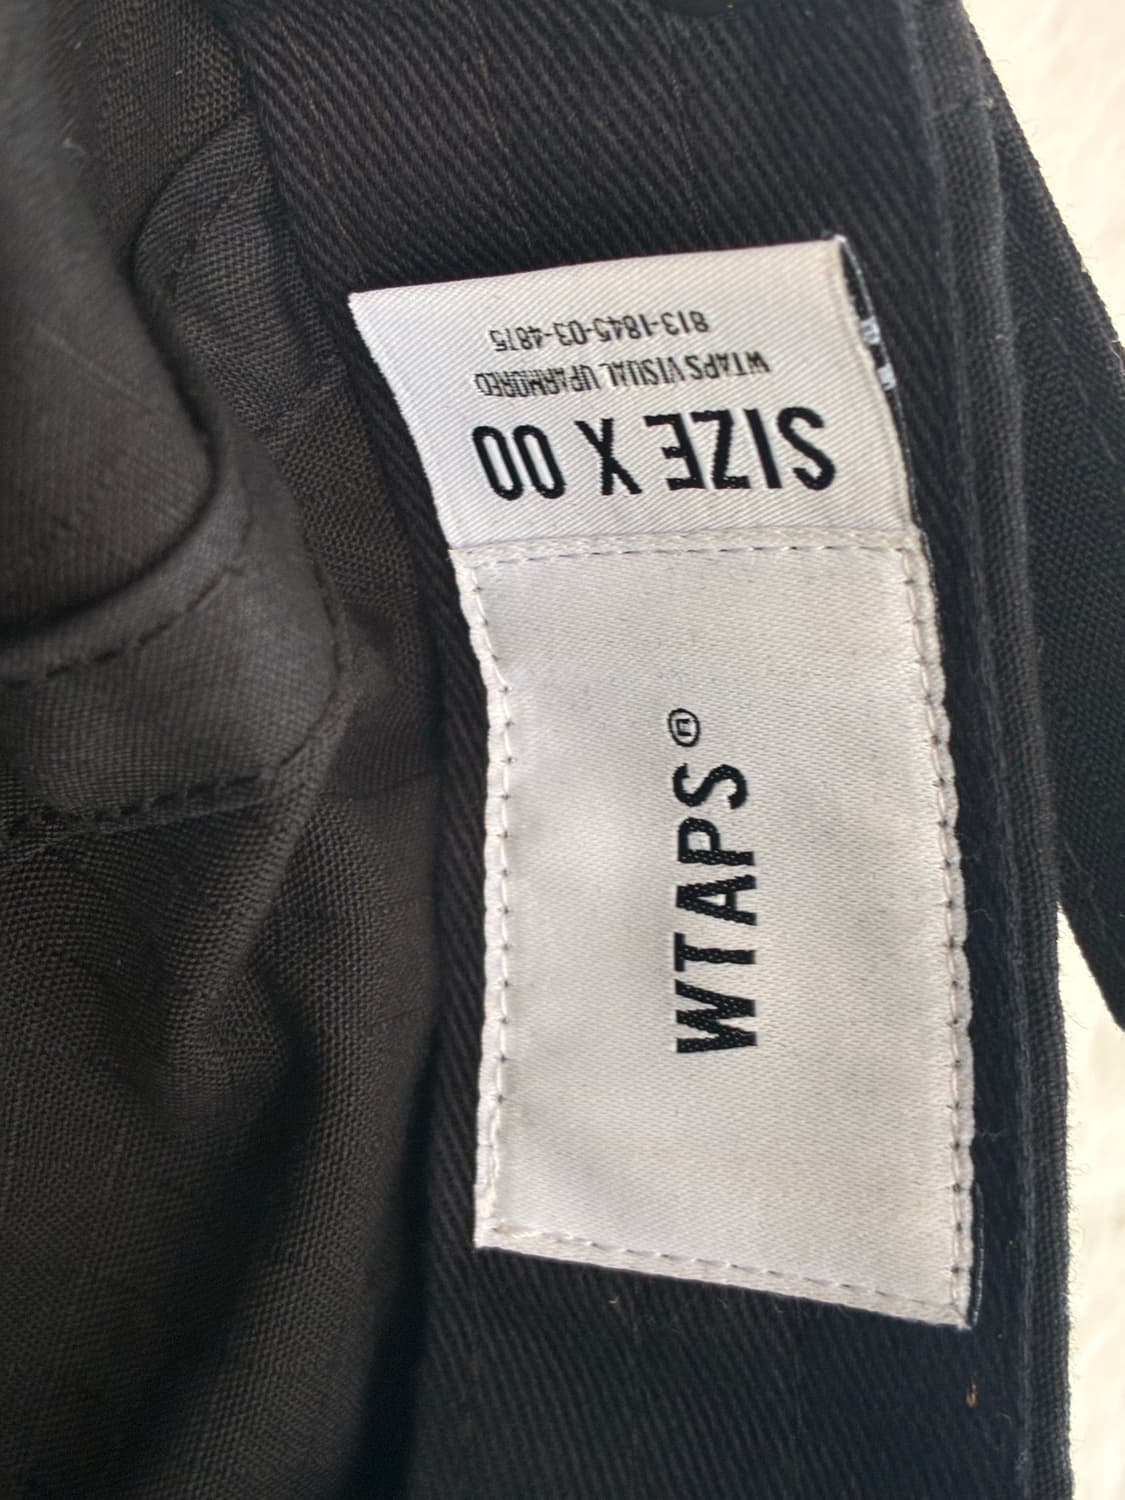 WTAPS®
SIZE X 00
WTAPS VISUAL UPARMORED
813-1845-03-4875